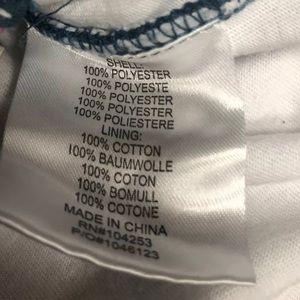 SHELL:
100% POLYESTER
100% POLYESTE
100% POLYESTER
100% POLYESTER
100% POLIESTERE
LINING:
100% COTTON
100% BAUMWOLLE
100% COTON
100% BOMULL
100% COTONE
MADE IN CHINA
RN#104253
P/O#1046123